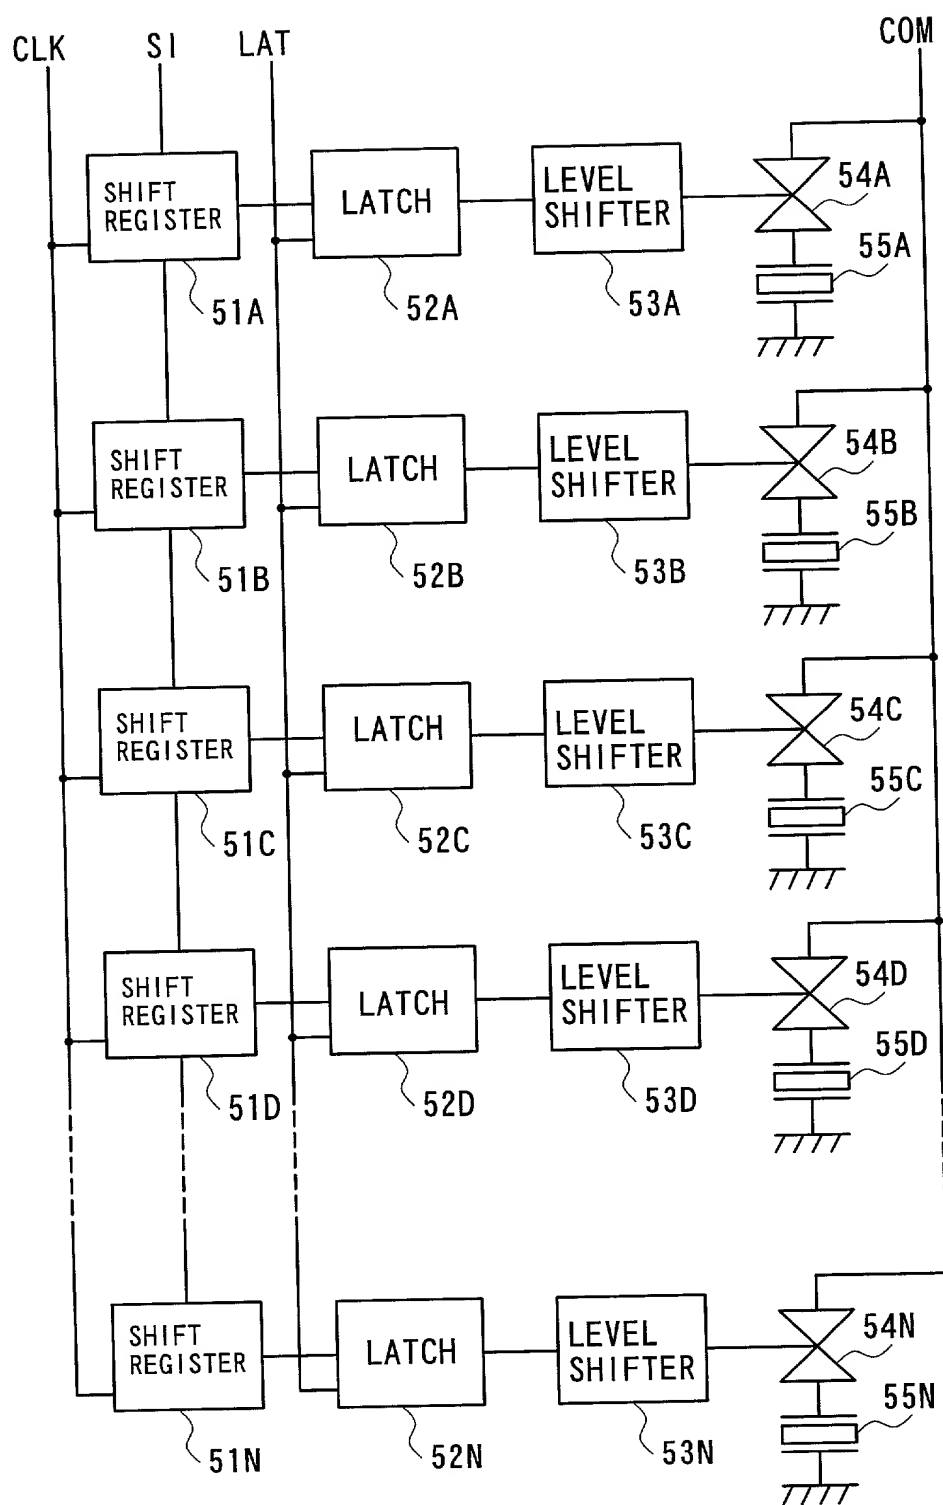 CLK SI LAT COM
SHIFT
REGISTER
LATCH
LEVEL
SHIFTER
54A
55A
51A
52A
53A
SHIFT
REGISTER
LATCH
LEVEL
SHIFTER
54B
55B
51B
52B
53B
SHIFT
REGISTER
LATCH
LEVEL
SHIFTER
54C
55C
51C
52C
53C
SHIFT
REGISTER
LATCH
LEVEL
SHIFTER
54D
55D
51D
52D
53D
SHIFT
REGISTER
LATCH
LEVEL
SHIFTER
54N
55N
51N
52N
53N